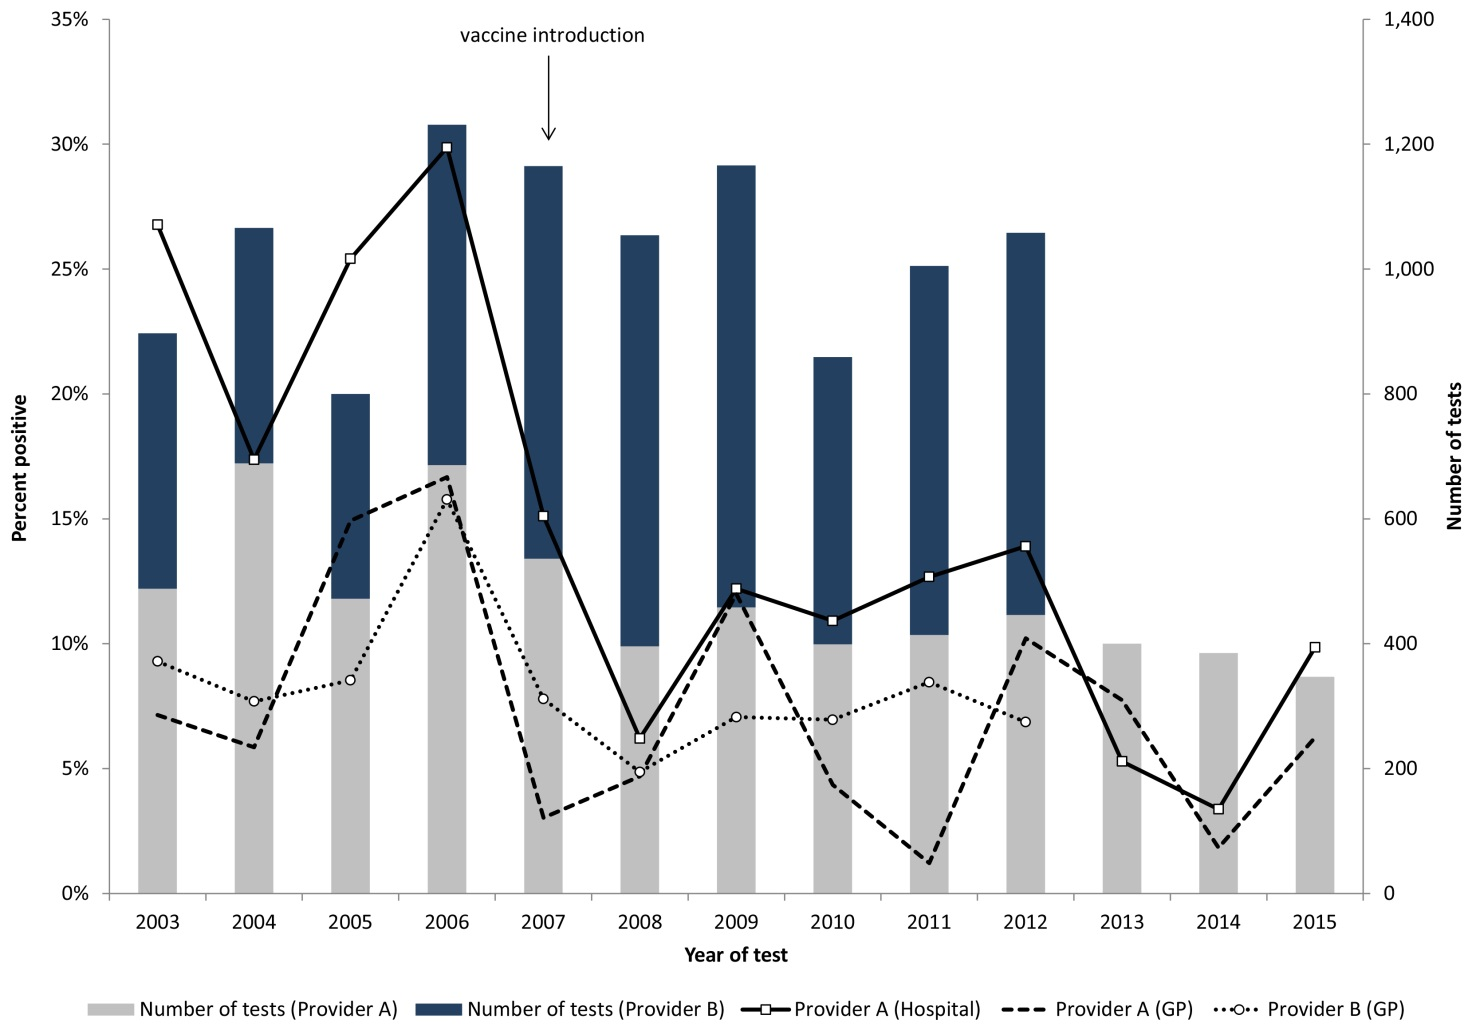 vaccine introduction
35%
30%
25%
20%
15%
10%
5%
0%
Percent positive
1,400
1,200
1,000
800
600
400
200
0
Number of tests
2003 2004 2005 2006 2007 2008 2009 2010 2011 2012 2013 2014 2015
Year of test
Number of tests (Provider A) Number of tests (Provider B) Provider A (Hospital) Provider A (GP) Provider B (GP)